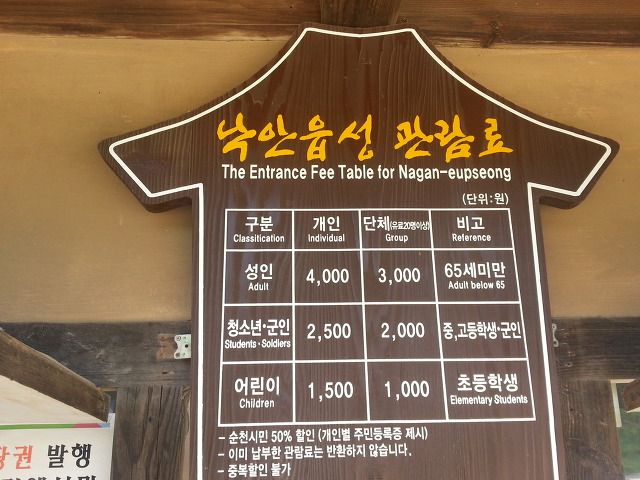 낙안읍성 관람료
The Entrance Fee Table for Nagan-eupseong
(단위:원)
구분 개인 단체(유료20명이상) 비고
Classitication Individual Group Reference
성인 4,000 3,000 65세미만
Adult Adult below 65
청소년·군인 2,500 2,000 중,고등학생·군인
Students·Soldiers
어린이 1,500 1,000 초등학생
Children Elementary Students
- 순천시민 50% 할인 (개인별 주민등록증 제시)
- 이미 납부한 관람료는 반환하지 않습니다.
- 중복할인 불가
발행